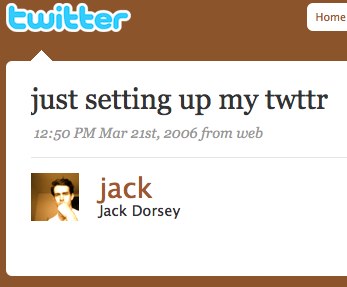 twitter
Home
just setting up my twttr
12:50 PM Mar 21st, 2006 from web
jack
Jack Dorsey